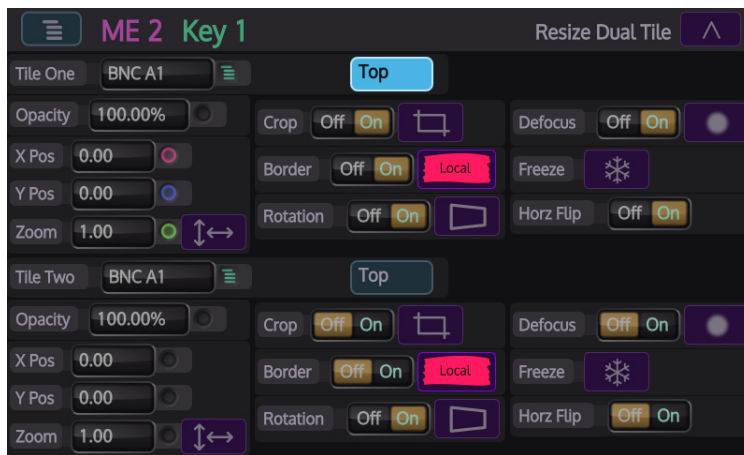 ME 2 Key 1 Resize Dual Tile
Tile One BNC A1 Top
Opacity 100.00% Crop Off On Defocus Off On
X Pos 0.00 Border Off On Local Freeze
Y Pos 0.00
Zoom 1.00 Rotation Off On Horz Flip Off On
Tile Two BNC A1 Top
Opacity 100.00% Crop Off On Defocus Off On
X Pos 0.00 Border Off On Local Freeze
Y Pos 0.00
Zoom 1.00 Rotation Off On Horz Flip Off On